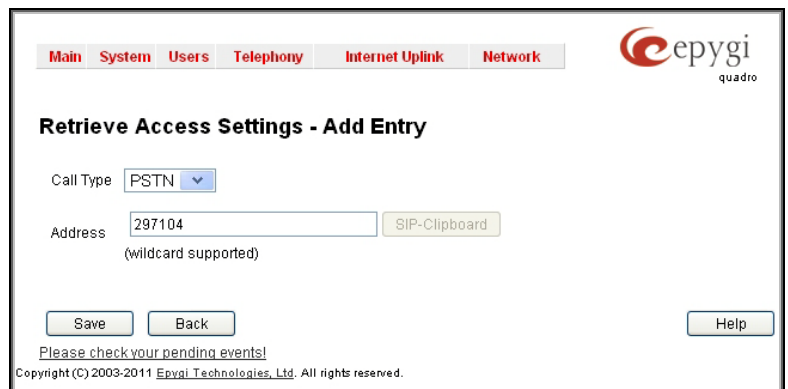 Main System Users Telephony Internet Uplink Network
epygi
quadro
Retrieve Access Settings - Add Entry
Call Type PSTN
Address 297104 SIP-Clipboard
(wildcard supported)
Save Back Help
Please check your pending events!
Copyright (C) 2003-2011 Epygi Technologies, Ltd. All rights reserved.